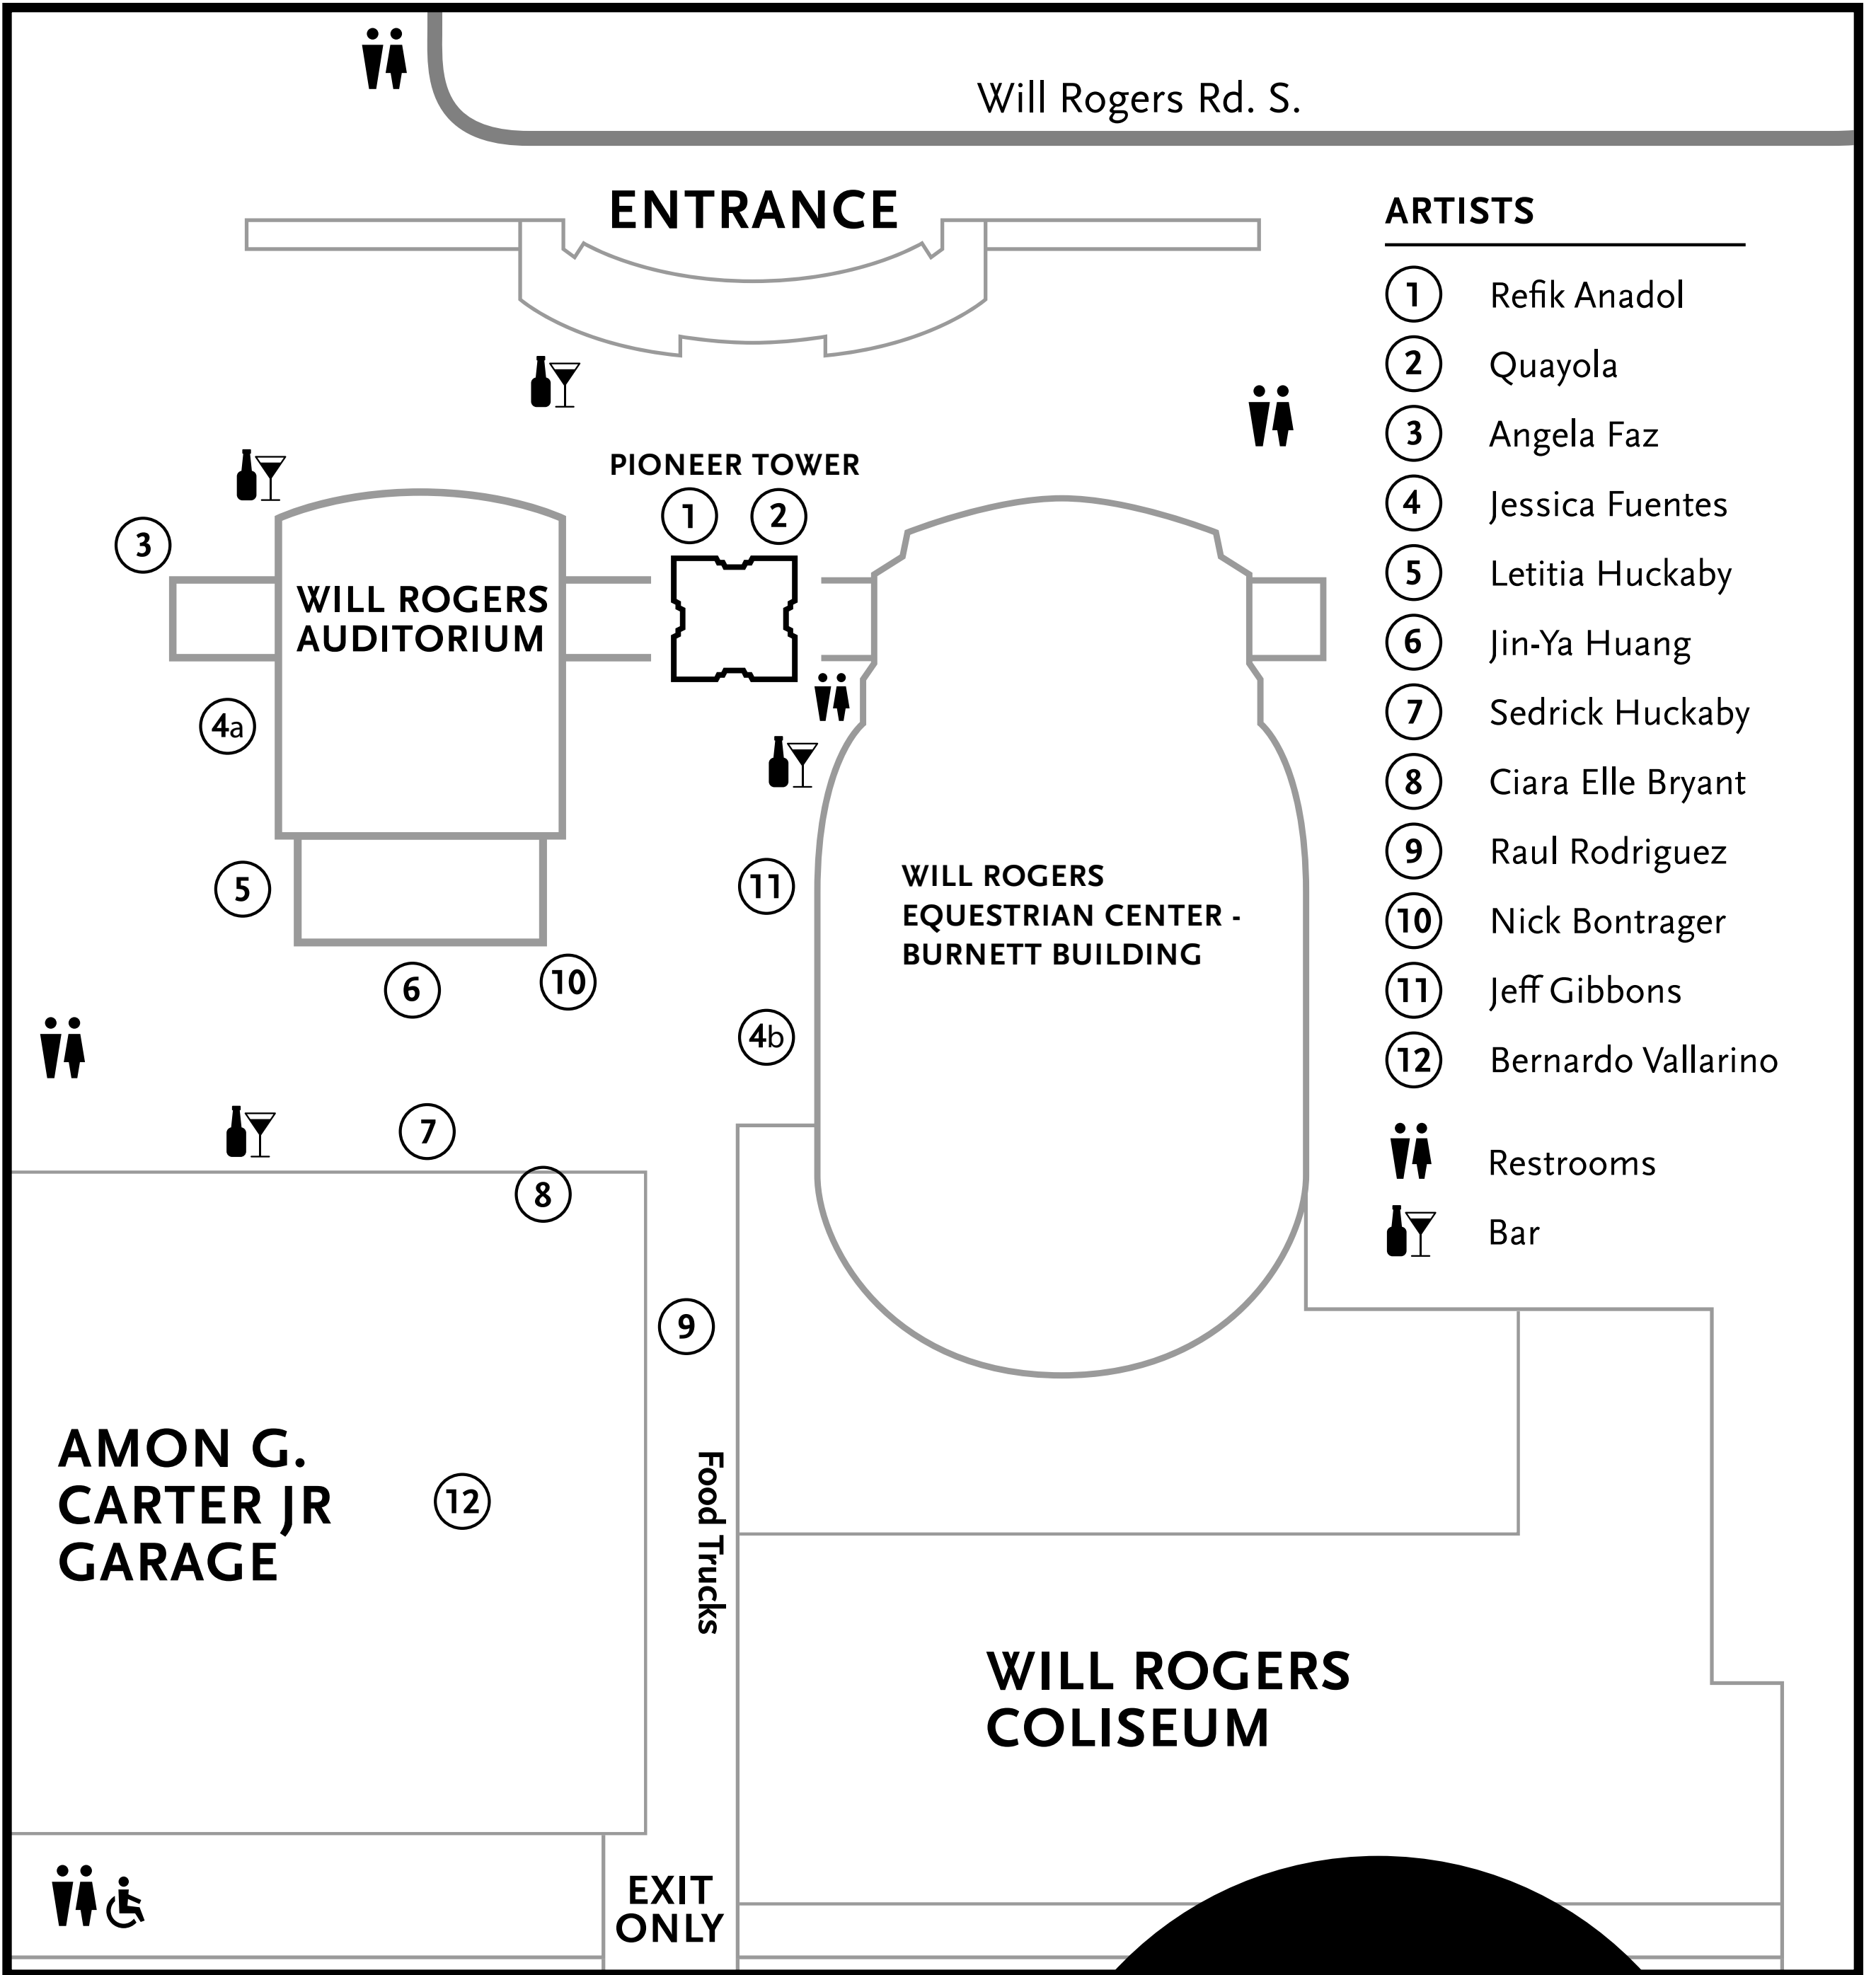 Will Rogers Rd. S.
ENTRANCE
PIONEER TOWER
1
2
3
WILL ROGERS
AUDITORIUM
4a
5
11
WILL ROGERS
EQUESTRIAN CENTER -
BURNETT BUILDING
6
10
4b
7
8
9
AMON G.
CARTER JR
GARAGE
12
Food Trucks
WILL ROGERS
COLISEUM
EXIT
ONLY
ARTISTS
1 Refik Anadol
2 Quayola
3 Angela Faz
4 Jessica Fuentes
5 Letitia Huckaby
6 Jin-Ya Huang
7 Sedrick Huckaby
8 Ciara Elle Bryant
9 Raul Rodriguez
10 Nick Bontrager
11 Jeff Gibbons
12 Bernardo Vallarino
Restrooms
Bar